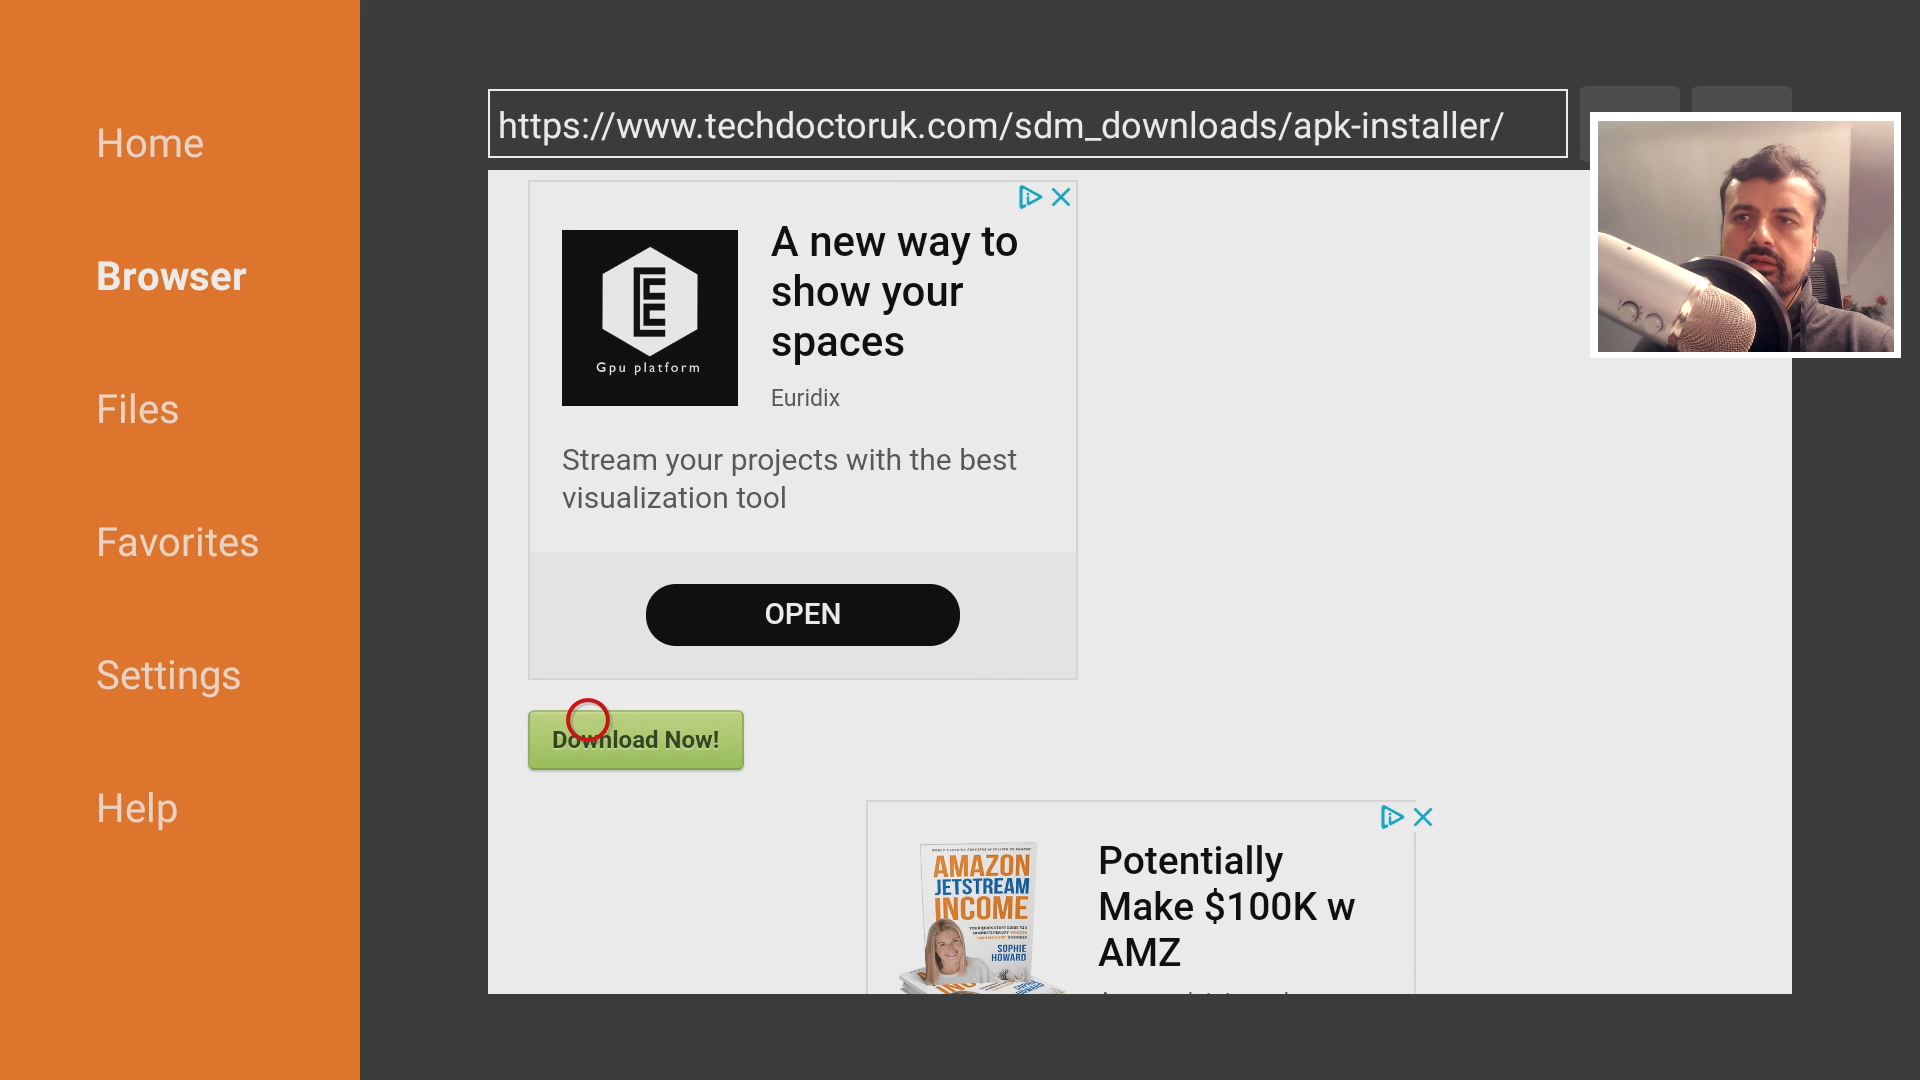 Home
Browser
Files
Favorites
Settings
Help
https://www.techdoctoruk.com/sdm_downloads/apk-installer/
A new way to
show your
spaces
Gpu platform
Euridix
Stream your projects with the best
visualization tool
OPEN
Download Now!
Potentially
Make $100K w
AMZ
AMAZON
JETSTREAM
INCOME
SOPHIE
HOWARD